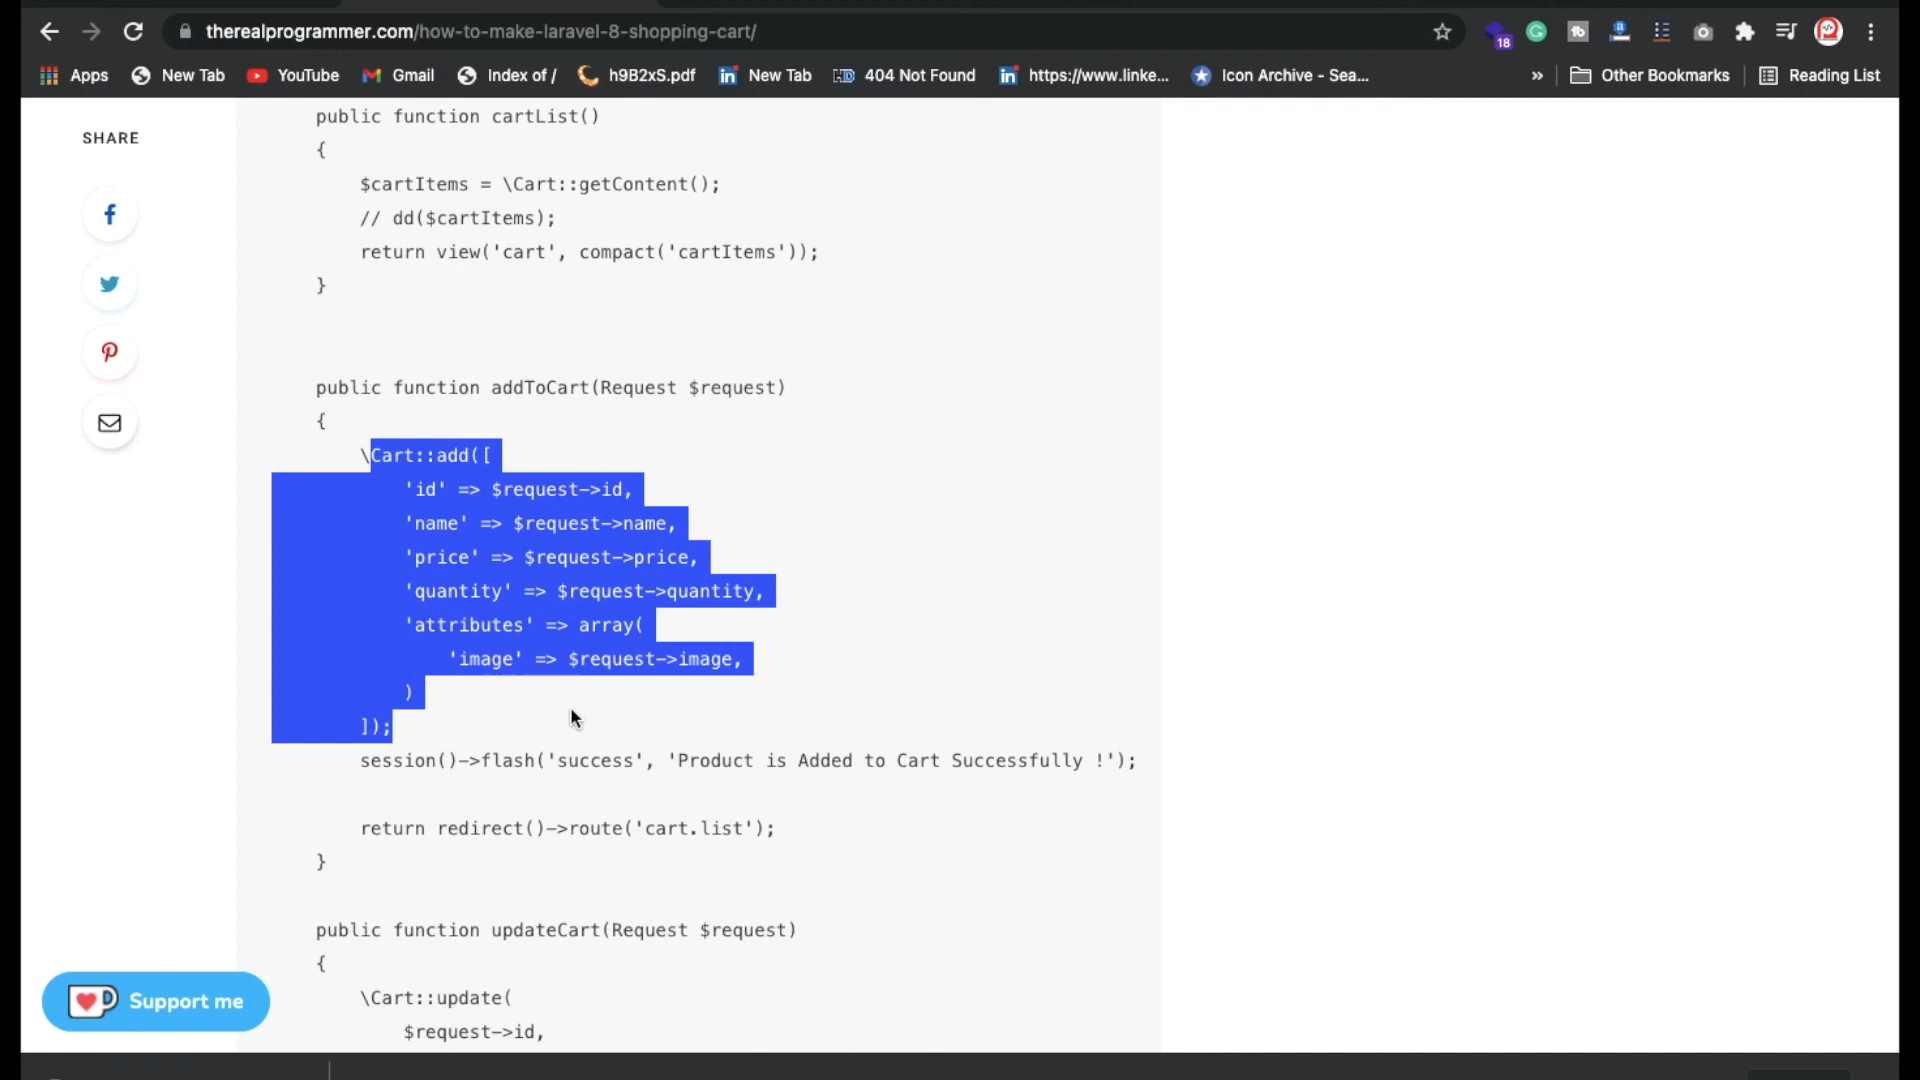 therealprogrammer.com/how-to-make-laravel-8-shopping-cart/
18
Apps New Tab YouTube Gmail Index of / h9B2xS.pdf New Tab 404 Not Found https://www.linke... Icon Archive - Sea... » Other Bookmarks Reading List
SHARE
public function cartList()
{
$cartItems = \Cart::getContent();
// dd($cartItems);
return view('cart', compact('cartItems'));
}
public function addToCart(Request $request)
{
\Cart::add([
'id' => $request->id,
'name' => $request->name,
'price' => $request->price,
'quantity' => $request->quantity,
'attributes' => array(
'image' => $request->image,
)
]);
session()->flash('success', 'Product is Added to Cart Successfully !');
return redirect()->route('cart.list');
}
public function updateCart(Request $request)
{
\Cart::update(
$request->id,
Support me